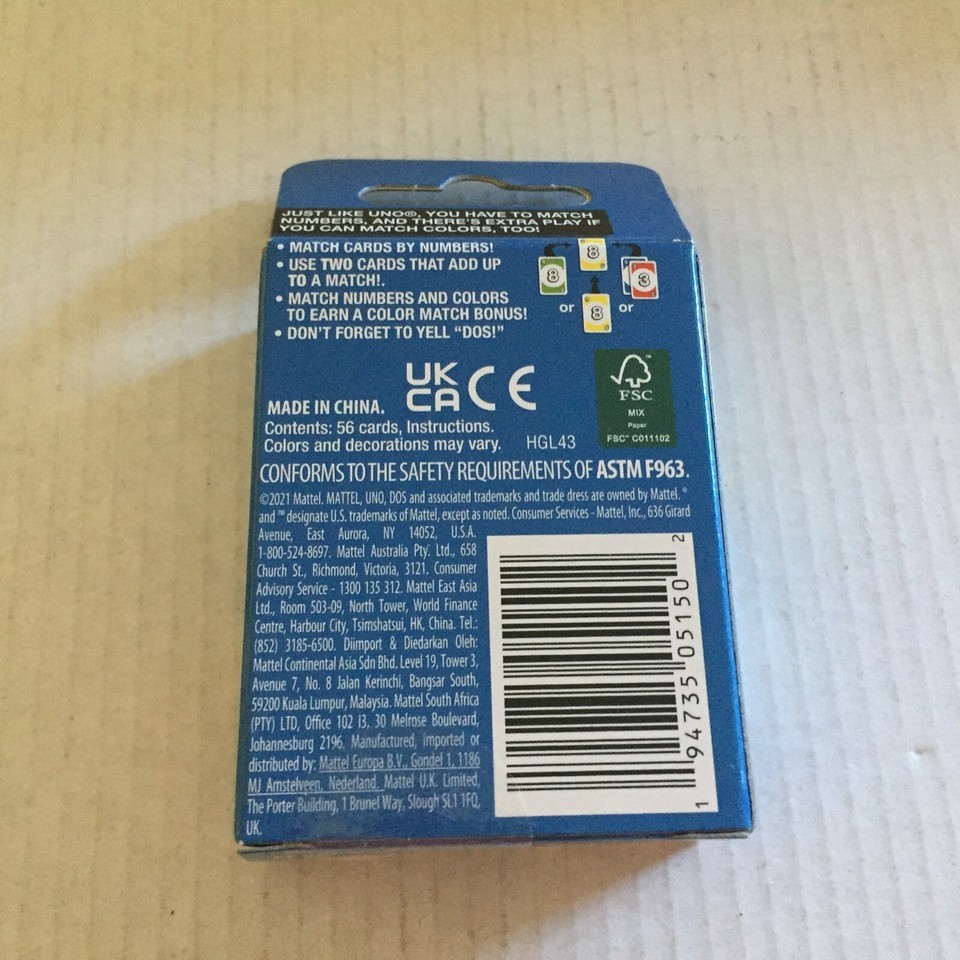 JUST LIKE UNO®, YOU HAVE TO MATCH
NUMBERS, AND THERE'S EXTRA PLAY IF
YOU CAN MATCH COLORS, TOO!
• MATCH CARDS BY NUMBERS!
• USE TWO CARDS THAT ADD UP
TO A MATCH!.
• MATCH NUMBERS AND COLORS
TO EARN A COLOR MATCH BONUS!
• DON'T FORGET TO YELL "DOS!"
8
8
3
or
8
or
UK
CA
CE
FSC™
MIX
Paper
FSC™ C011102
MADE IN CHINA.
Contents: 56 cards, Instructions.
Colors and decorations may vary.
HGL43
CONFORMS TO THE SAFETY REQUIREMENTS OF ASTM F963.
©2021 Mattel. MATTEL, UNO, DOS and associated trademarks and trade dress are owned by Mattel. ®
and ™ designate U.S. trademarks of Mattel, except as noted. Consumer Services - Mattel, Inc., 636 Girard
Avenue, East Aurora, NY 14052, U.S.A.
1-800-524-8697. Mattel Australia Pty. Ltd., 658
Church St., Richmond, Victoria, 3121. Consumer
Advisory Service - 1300 135 312. Mattel East Asia
Ltd., Room 503-09, North Tower, World Finance
Centre, Harbour City, Tsimshatsui, HK, China. Tel.:
(852) 3185-6500. Diimport & Diedarkan Oleh:
Mattel Continental Asia Sdn Bhd. Level 19, Tower 3,
Avenue 7, No. 8 Jalan Kerinchi, Bangsar South,
59200 Kuala Lumpur, Malaysia. Mattel South Africa
(PTY) LTD, Office 102 I3, 30 Melrose Boulevard,
Johannesburg 2196. Manufactured, imported or
distributed by: Mattel Europa B.V., Gondel 1, 1186
MJ Amstelveen, Nederland. Mattel U.K. Limited,
The Porter Building, 1 Brunel Way, Slough SL1 1FQ,
UK.
1 94735 05150 2